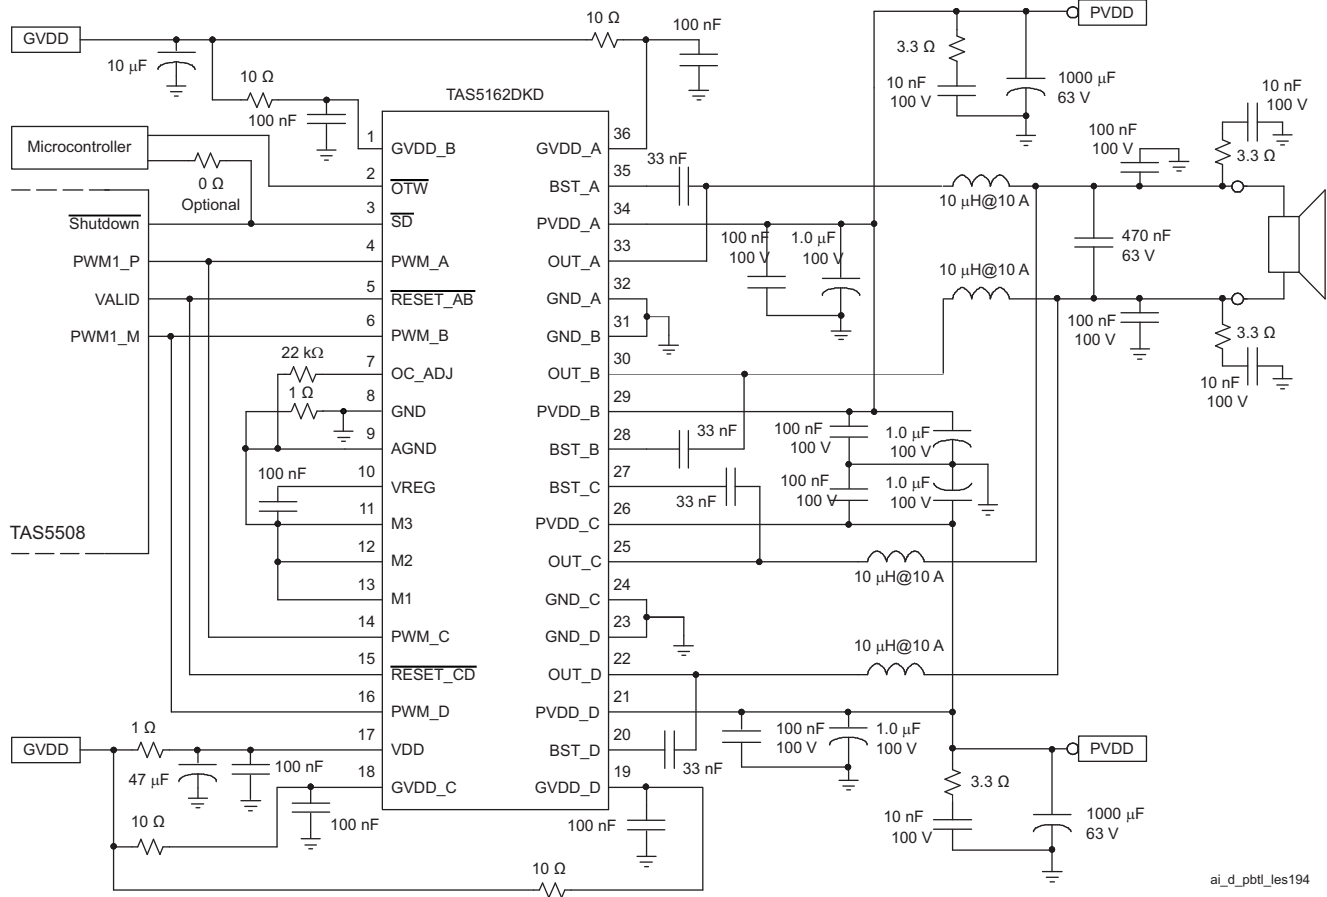 GVDD
10 µF
10 Ω
100 nF
10 Ω
100 nF
Microcontroller
0 Ω
Optional
Shutdown
PWM1_P
VALID
PWM1_M
TAS5508
22 kΩ
1 Ω
100 nF
GVDD
1 Ω
47 µF
100 nF
10 Ω
100 nF
10 Ω
100 nF
TAS5162DKD
1
GVDD_B
2
OTW
3
SD
4
PWM_A
5
RESET_AB
6
PWM_B
7
OC_ADJ
8
GND
9
AGND
10
VREG
11
M3
12
M2
13
M1
14
PWM_C
15
RESET_CD
16
PWM_D
17
VDD
18
GVDD_C
36
GVDD_A
35
BST_A
34
PVDD_A
33
OUT_A
32
GND_A
31
GND_B
30
OUT_B
29
PVDD_B
28
BST_B
27
BST_C
26
PVDD_C
25
OUT_C
24
GND_C
23
GND_D
22
OUT_D
21
PVDD_D
20
BST_D
19
GVDD_D
33 nF
100 nF
100 V
1.0 µF
100 V
33 nF
33 nF
100 nF
100 V
1.0 µF
100 V
100 nF
100 V
1.0 µF
100 V
33 nF
100 nF
100 V
1.0 µF
100 V
PVDD
3.3 Ω
10 nF
100 V
1000 µF
63 V
10 µH@10 A
10 µH@10 A
10 µH@10 A
10 µH@10 A
100 nF
100 V
10 nF
100 V
3.3 Ω
470 nF
63 V
100 nF
100 V
3.3 Ω
10 nF
100 V
PVDD
3.3 Ω
10 nF
100 V
1000 µF
63 V
ai_d_pbtl_les194